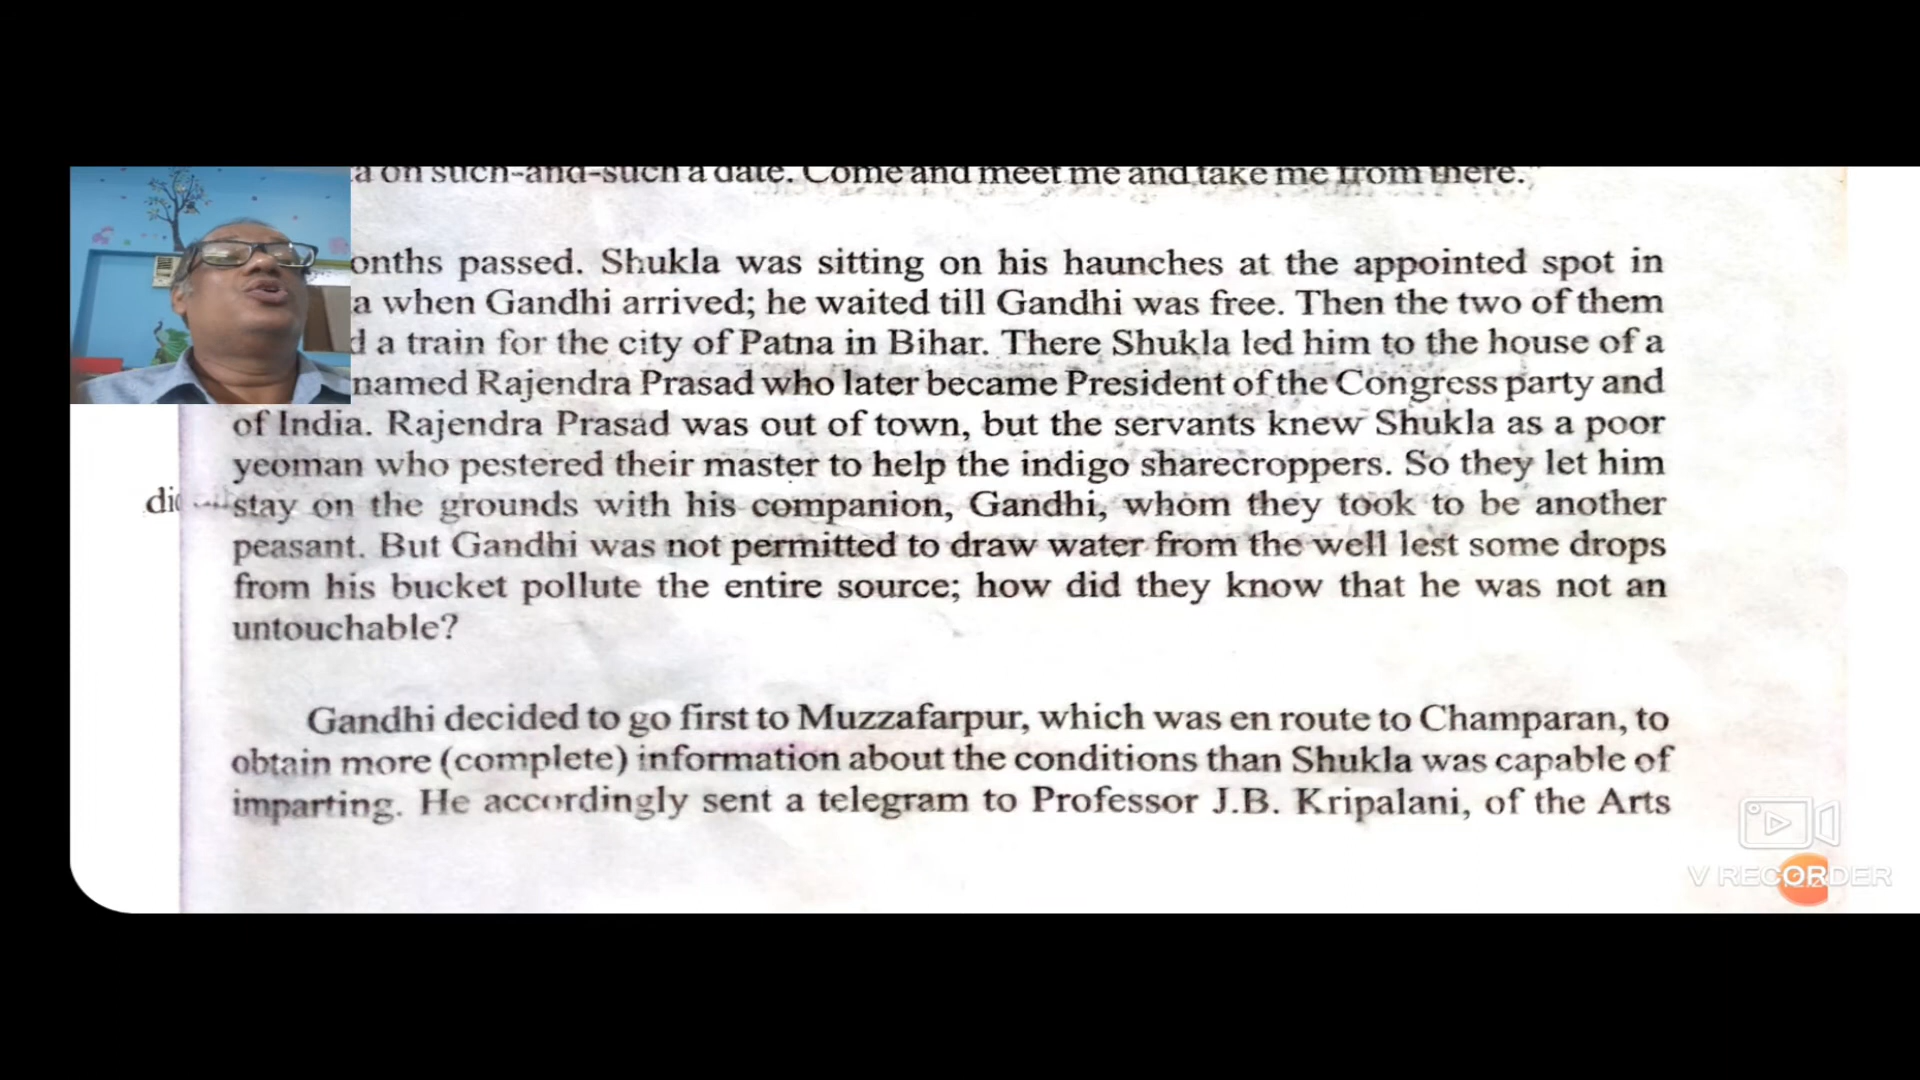 a on such-and-such a date. Come and meet me and take me from there."
onths passed. Shukla was sitting on his haunches at the appointed spot in
a when Gandhi arrived; he waited till Gandhi was free. Then the two of them
d a train for the city of Patna in Bihar. There Shukla led him to the house of a
named Rajendra Prasad who later became President of the Congress party and
of India. Rajendra Prasad was out of town, but the servants knew Shukla as a poor
yeoman who pestered their master to help the indigo sharecroppers. So they let him
stay on the grounds with his companion, Gandhi, whom they took to be another
peasant. But Gandhi was not permitted to draw water from the well lest some drops
from his bucket pollute the entire source; how did they know that he was not an
untouchable?
Gandhi decided to go first to Muzzafarpur, which was en route to Champaran, to
obtain more (complete) information about the conditions than Shukla was capable of
imparting. He accordingly sent a telegram to Professor J.B. Kripalani, of the Arts
V RECORDER